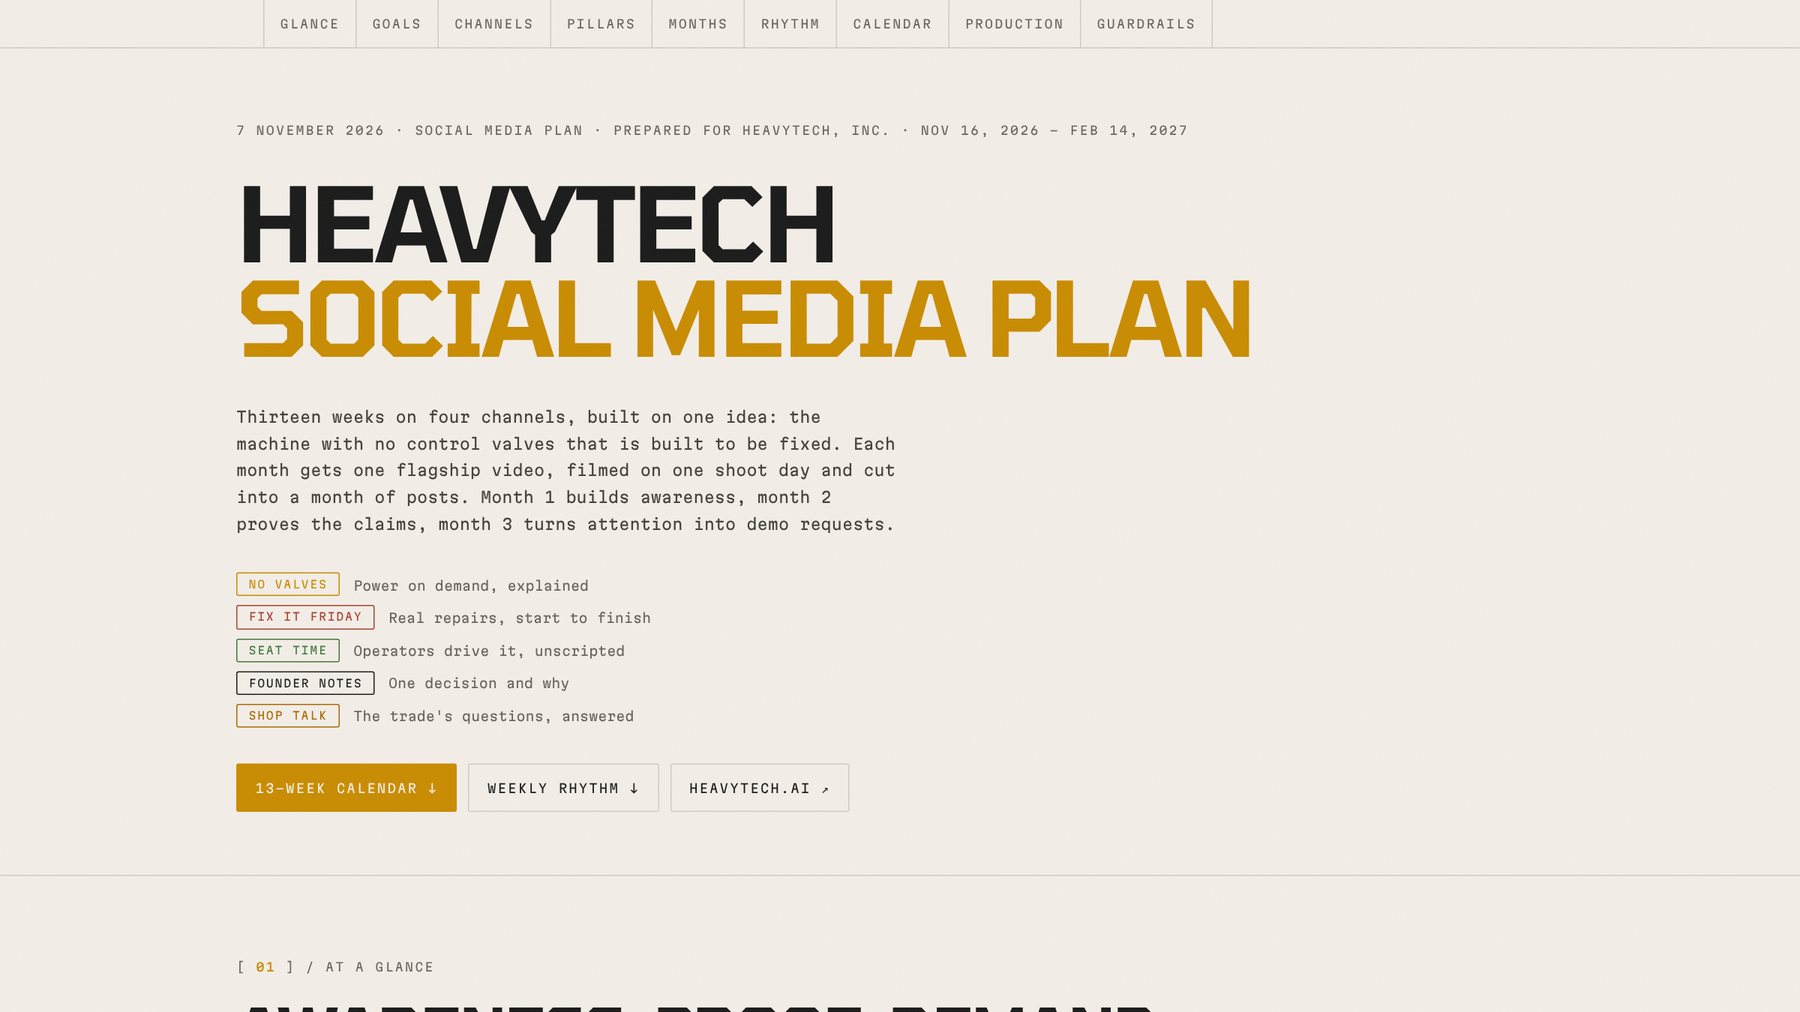 GLANCE
GOALS
CHANNELS
PILLARS
MONTHS
RHYTHM
CALENDAR
PRODUCTION
GUARDRAILS
7 NOVEMBER 2026 · SOCIAL MEDIA PLAN · PREPARED FOR HEAVYTECH, INC. · NOV 16, 2026 – FEB 14, 2027
HEAVYTECH
SOCIAL MEDIA PLAN
Thirteen weeks on four channels, built on one idea: the
machine with no control valves that is built to be fixed. Each
month gets one flagship video, filmed on one shoot day and cut
into a month of posts. Month 1 builds awareness, month 2
proves the claims, month 3 turns attention into demo requests.
NO VALVES Power on demand, explained
FIX IT FRIDAY Real repairs, start to finish
SEAT TIME Operators drive it, unscripted
FOUNDER NOTES One decision and why
SHOP TALK The trade's questions, answered
13–WEEK CALENDAR ↓
WEEKLY RHYTHM ↓
HEAVYTECH.AI ↗
[ 01 ] / AT A GLANCE